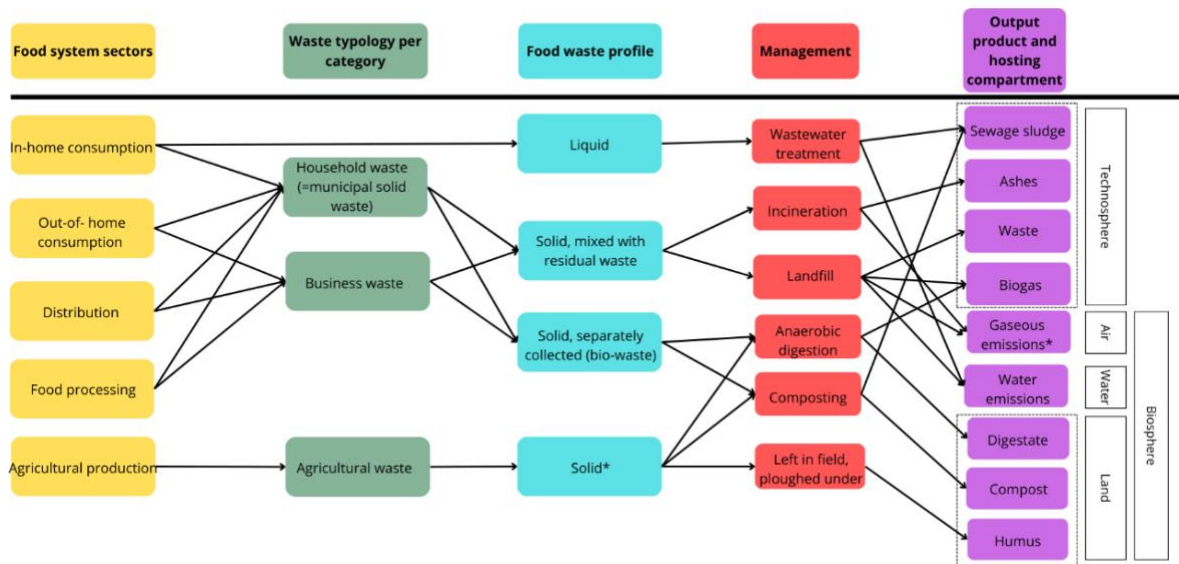 Food system sectors
Waste typology per
category
Food waste profile
Management
Output
product and
hosting
compartment
In-home consumption
Out-of- home
consumption
Distribution
Food processing
Agricultural production
Household waste
(=municipal solid
waste)
Business waste
Agricultural waste
Liquid
Solid, mixed with
residual waste
Solid, separately
collected (bio-waste)
Solid*
Wastewater
treatment
Incineration
Landfill
Anaerobic
digestion
Composting
Left in field,
ploughed under
Sewage sludge
Ashes
Waste
Biogas
Gaseous
emissions*
Water
emissions
Digestate
Compost
Humus
Technosphere
Air
Water
Land
Biosphere